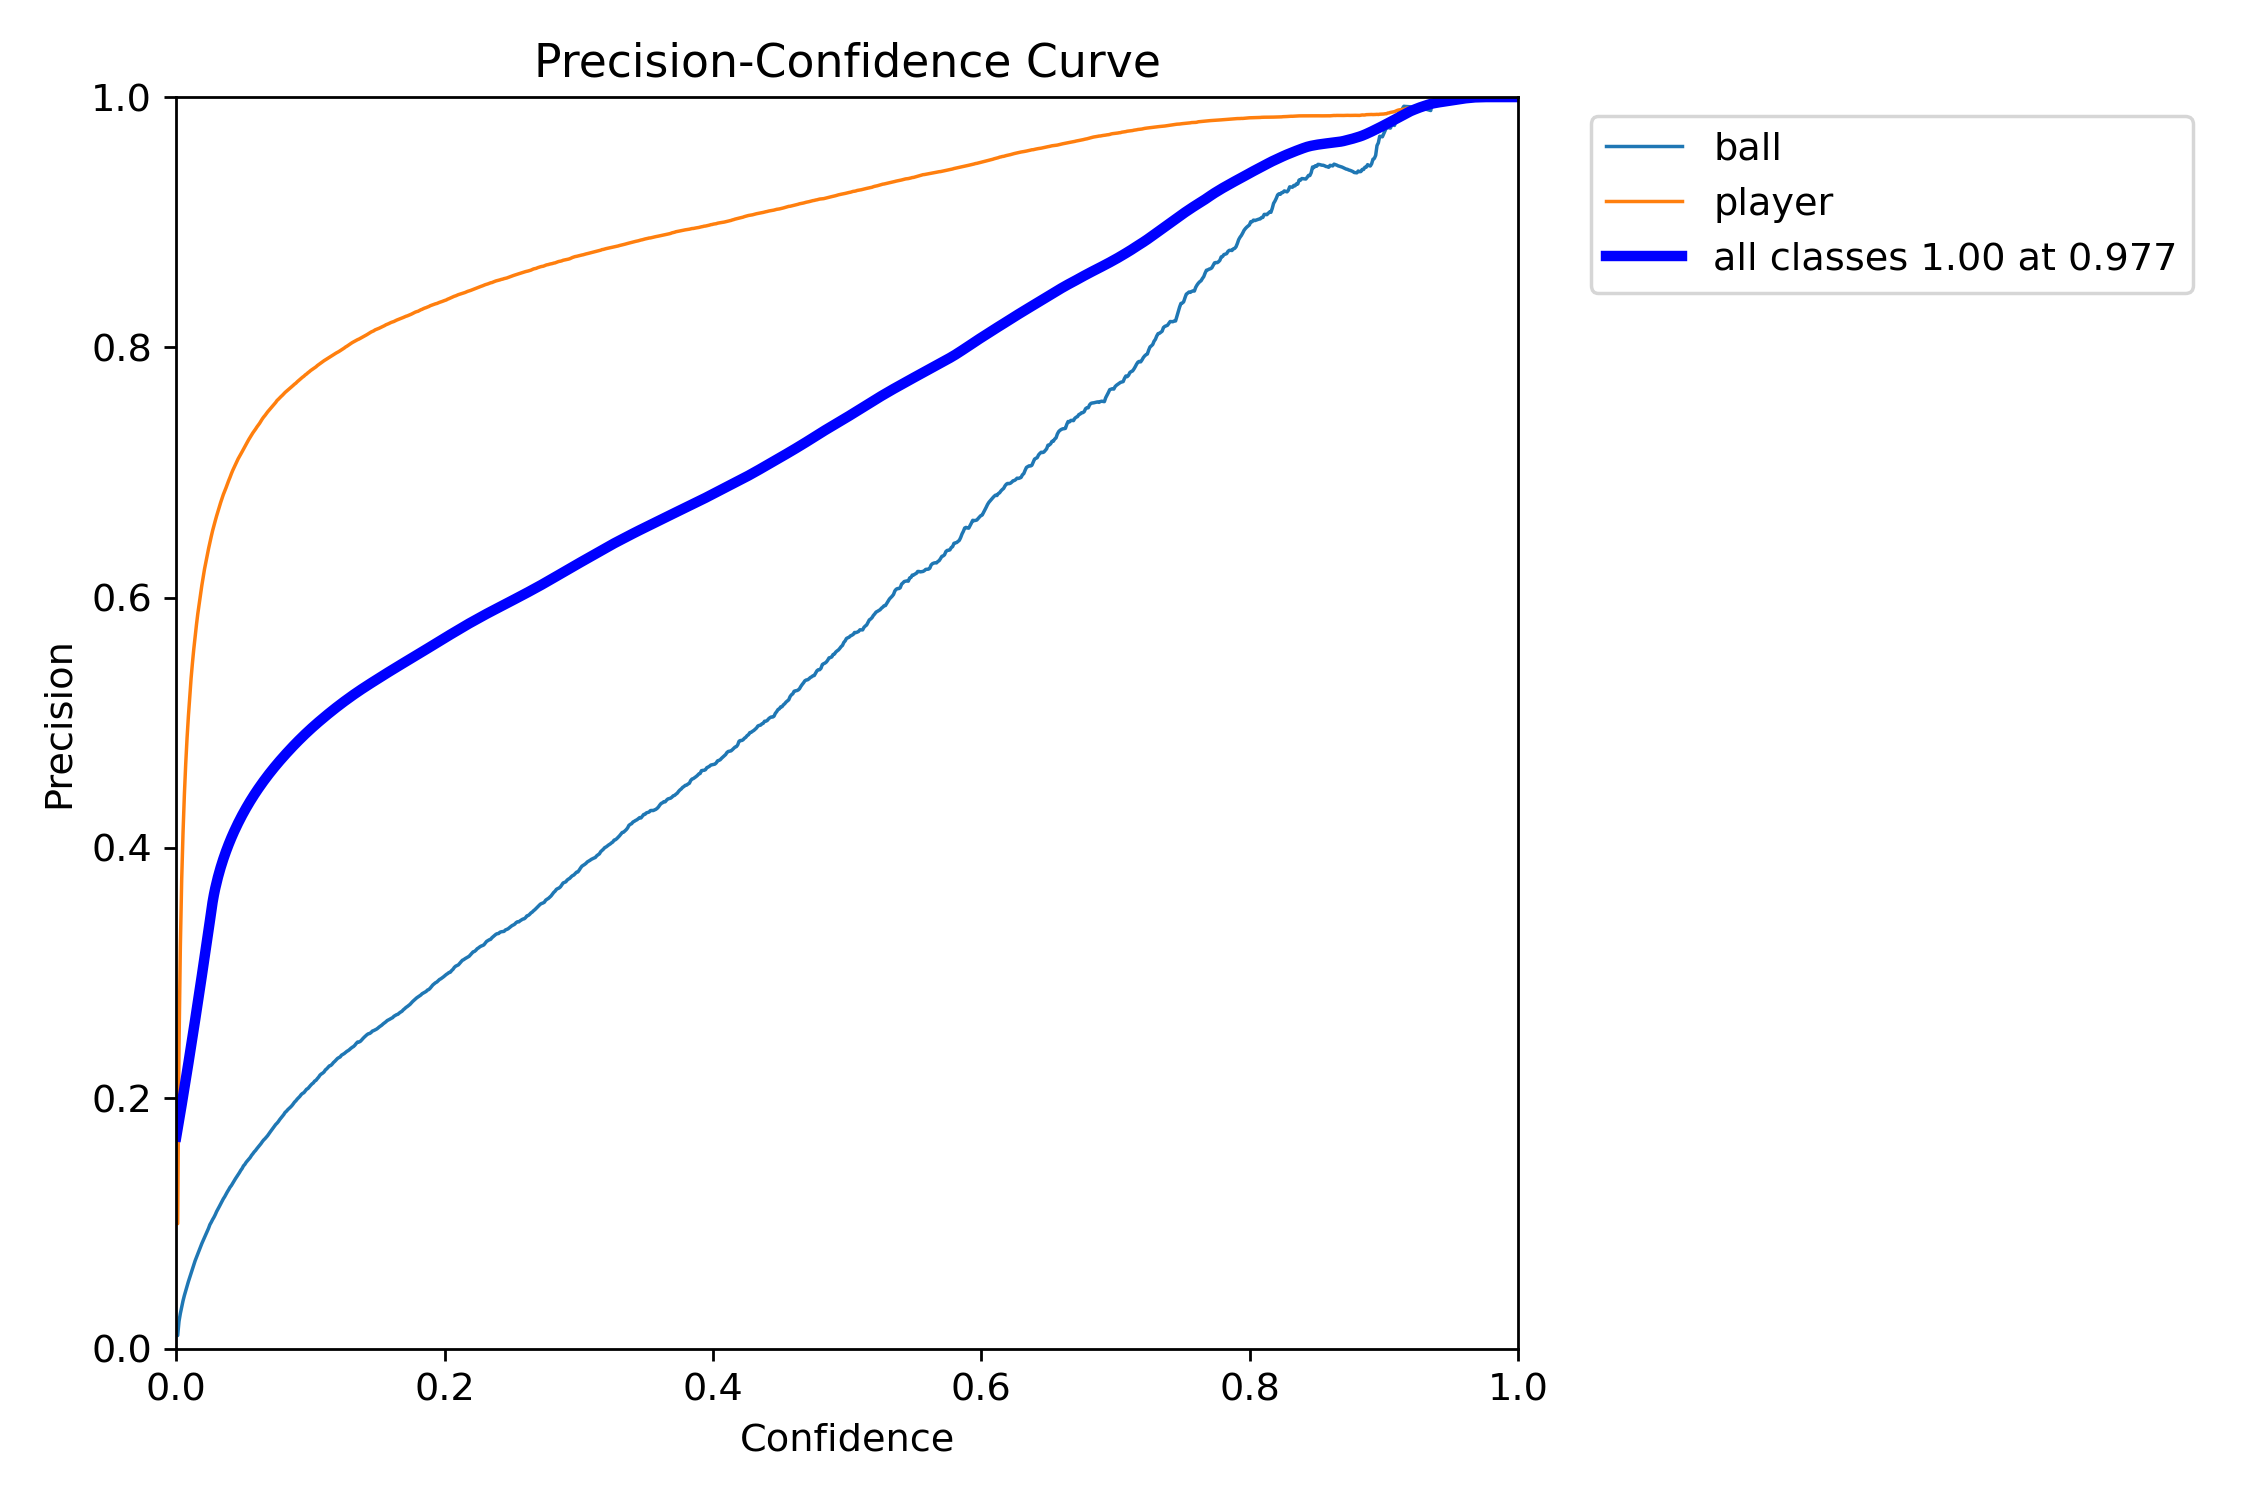 Precision-Confidence Curve
1.0
0.8
0.6
0.4
0.2
0.0
Precision
0.0 0.2 0.4 0.6 0.8 1.0
Confidence
ball
player
all classes 1.00 at 0.977